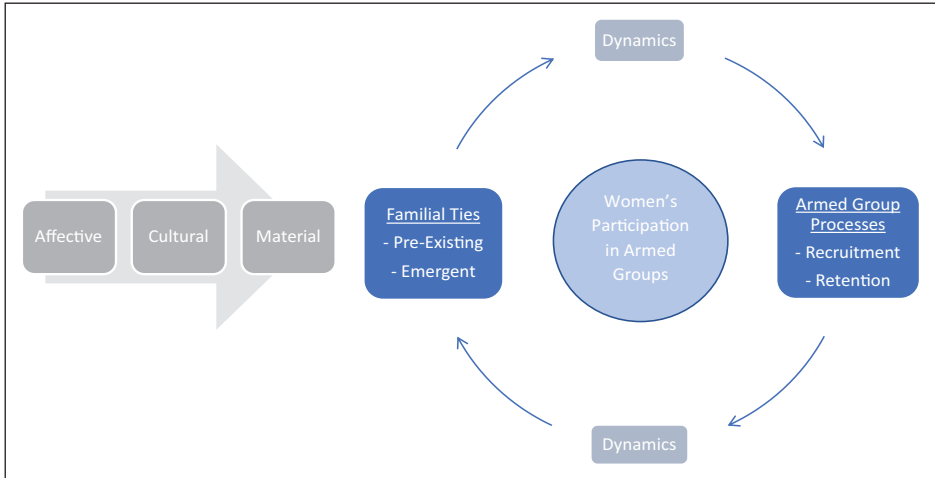 Dynamics
Affective
Cultural
Material
Familial Ties
- Pre-Existing
- Emergent
Women's
Participation
in Armed
Groups
Armed Group
Processes
- Recruitment
- Retention
Dynamics